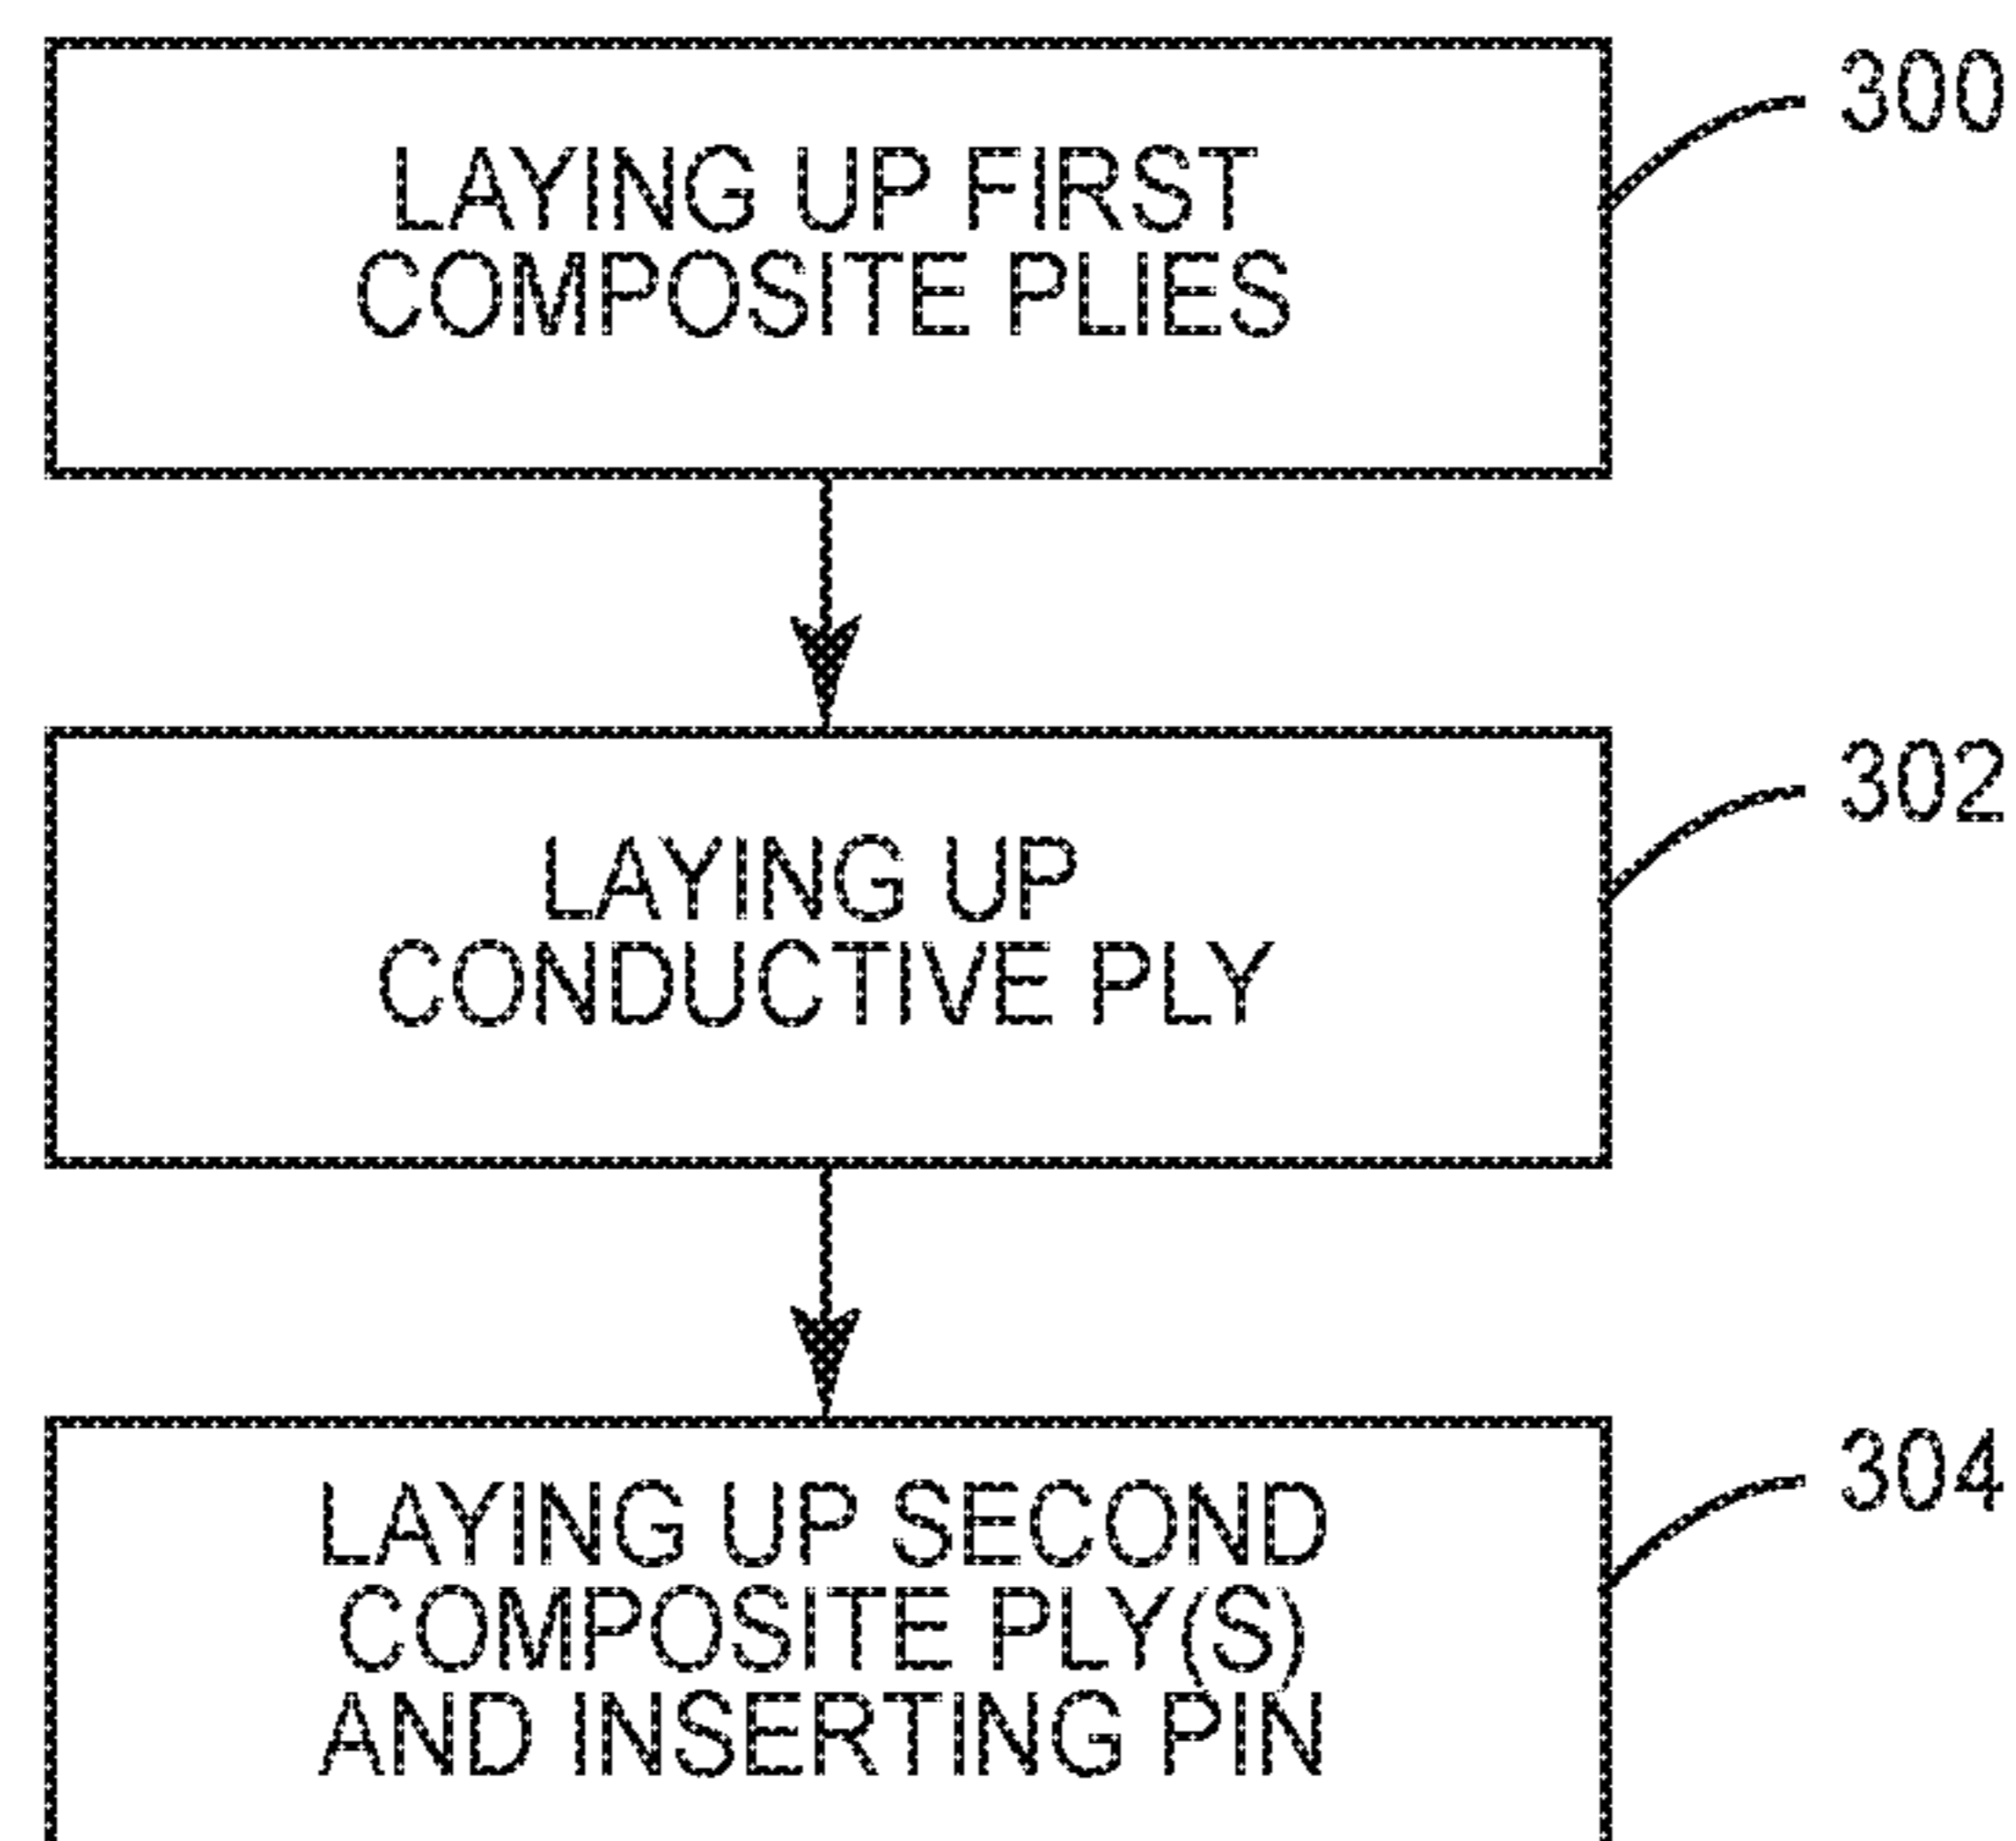 LAYING UP FIRST
COMPOSITE PLIES
300
LAYING UP
CONDUCTIVE PLY
302
LAYING UP SECOND
COMPOSITE PLY(S)
AND INSERTING PIN
304